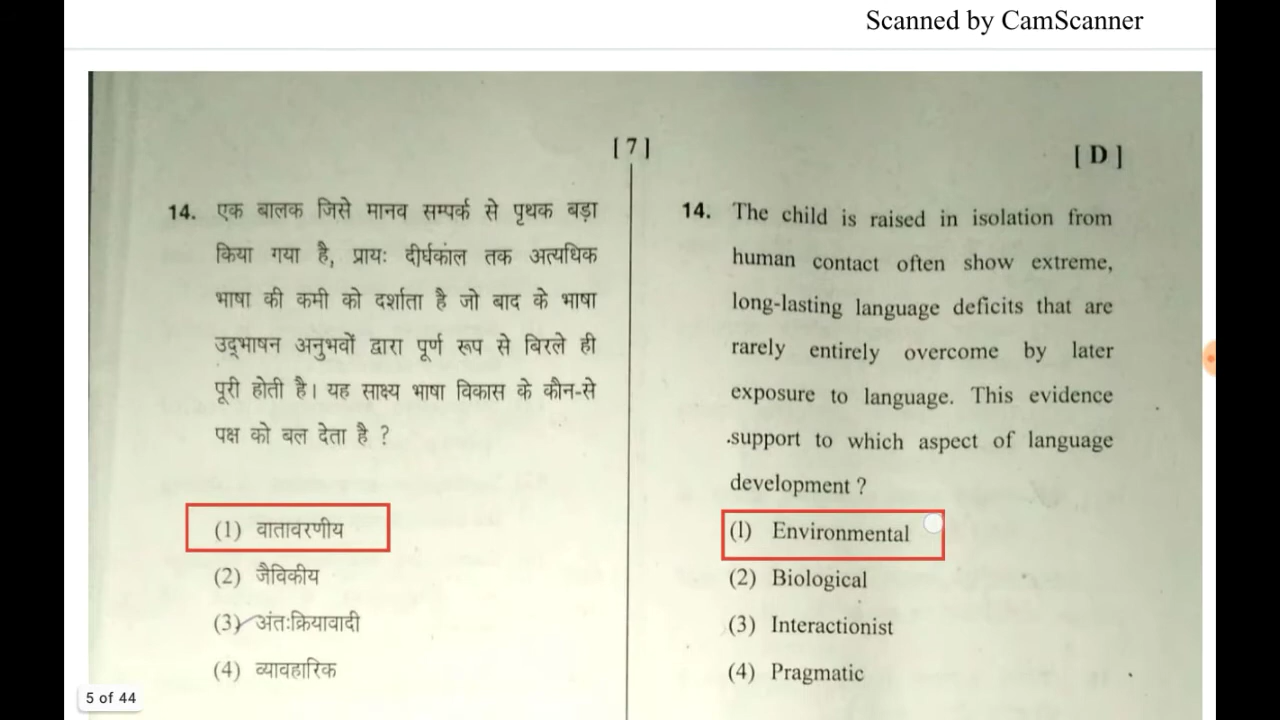 Scanned by CamScanner
[ 7 ]
[ D ]
14. एक बालक जिसे मानव सम्पर्क से पृथक बड़ा
किया गया है, प्रायः दीर्घकाल तक अत्यधिक
भाषा की कमी को दर्शाता है जो बाद के भाषा
उद्भाषन अनुभवों द्वारा पूर्ण रूप से बिरले ही
पूरी होती है। यह साक्ष्य भाषा विकास के कौन-से
पक्ष को बल देता है ?
(1) वातावरणीय
(2) जैविकीय
(3) अंतःक्रियावादी
(4) व्यावहारिक
14. The child is raised in isolation from
human contact often show extreme,
long-lasting language deficits that are
rarely entirely overcome by later
exposure to language. This evidence
support to which aspect of language
development ?
(1) Environmental
(2) Biological
(3) Interactionist
(4) Pragmatic
5 of 44